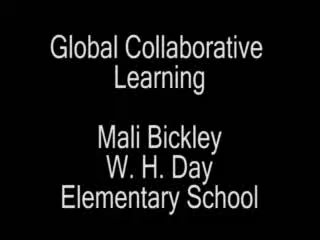 Global Collaborative
Learning
Mali Bickley
W. H. Day
Elementary School